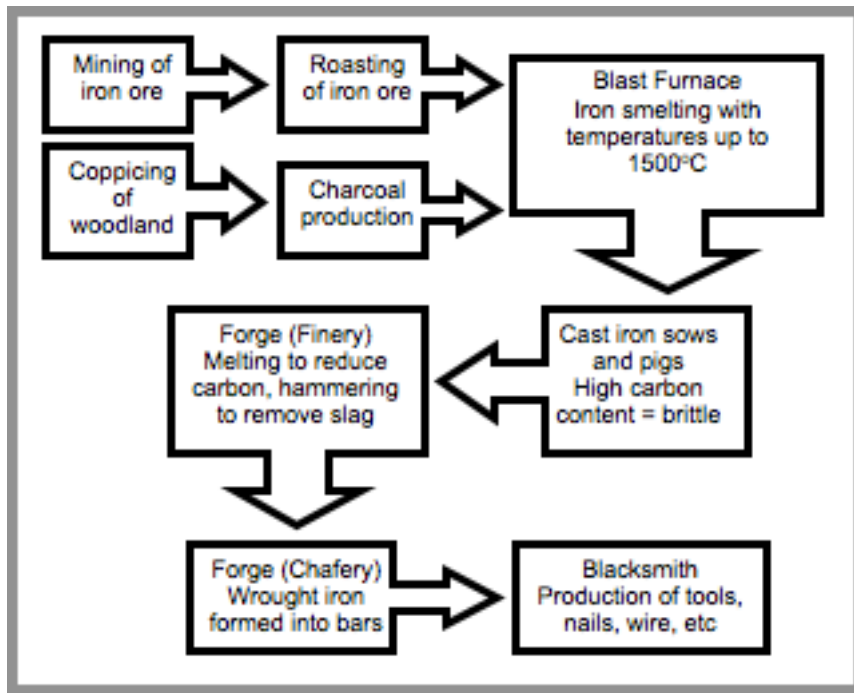 Mining of
iron ore
Roasting
of iron ore
Blast Furnace
Iron smelting with
temperatures up to
1500°C
Coppicing
of
woodland
Charcoal
production
Forge (Finery)
Melting to reduce
carbon, hammering
to remove slag
Cast iron sows
and pigs
High carbon
content = brittle
Forge (Chafery)
Wrought iron
formed into bars
Blacksmith
Production of tools,
nails, wire, etc